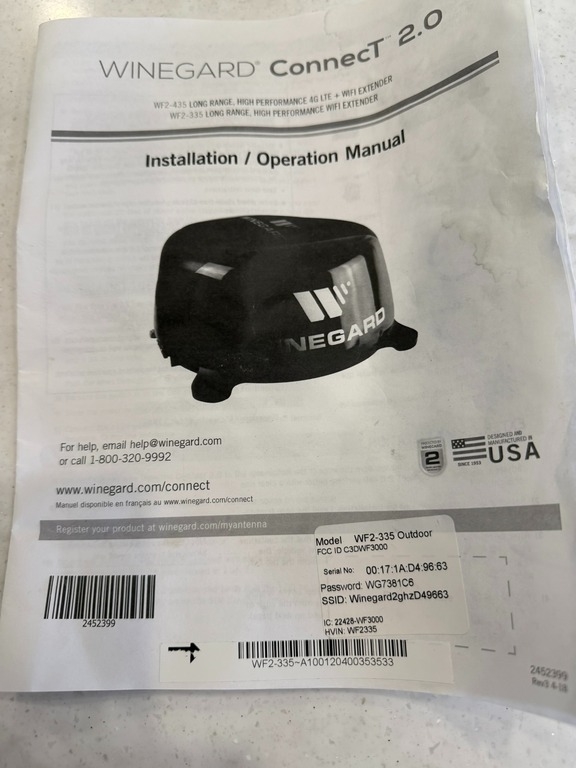 WINEGARD® ConnecT™ 2.0
WF2-435 LONG RANGE, HIGH PERFORMANCE 4G LTE + WIFI EXTENDER
WF2-335 LONG RANGE, HIGH PERFORMANCE WIFI EXTENDER
Installation / Operation Manual
WINEGARD
For help, email help@winegard.com
or call 1-800-320-9992
2
SINCE 1953
DESIGNED AND
MANUFACTURED IN
USA
www.winegard.com/connect
Manuel disponible en français au www.winegard.com/connect
Register your product at winegard.com/myantenna
Model WF2-335 Outdoor
FCC ID C3DWF3000
Serial No: 00:17:1A:D4:96:63
Password: WG7381C6
SSID: Winegard2ghzD49663
IC: 22428-WF3000
HVIN: WF2335
2452399
WF2-335~A100120400353533
2452399
Rev3 4-18